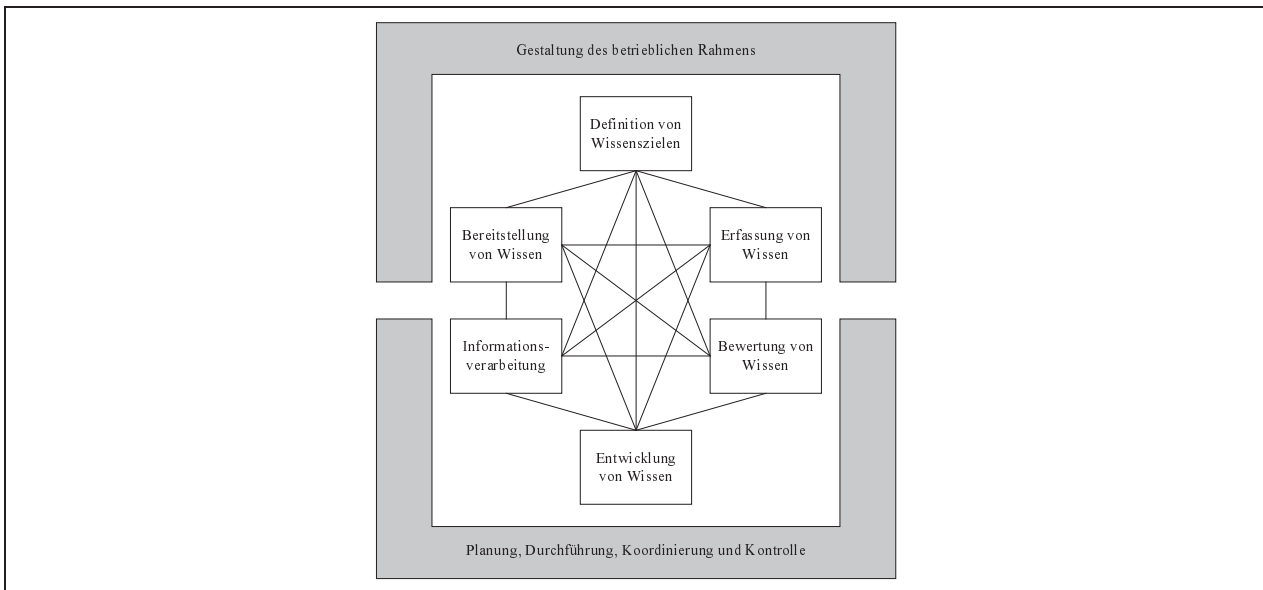 Gestaltung des betrieblichen Rahmens
Definition von
Wissenszielen
Bereitstellung
von Wissen
Erfassung von
Wissen
Informations-
verarbeitung
Bewertung von
Wissen
Entwicklung
von Wissen
Planung, Durchführung, Koordinierung und Kontrolle